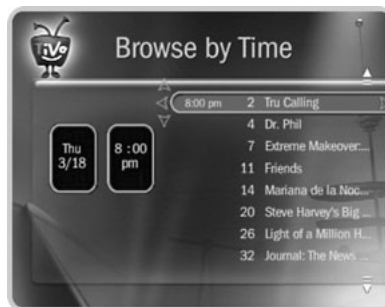 TiVo
Browse by Time
8:00 pm 2 Tru Calling
4 Dr. Phil
7 Extreme Makeover:...
11 Friends
14 Mariana de la Noc...
20 Steve Harvey's Big ...
26 Light of a Million H...
32 Journal: The News ...
Thu
3/18
8 : 00
pm